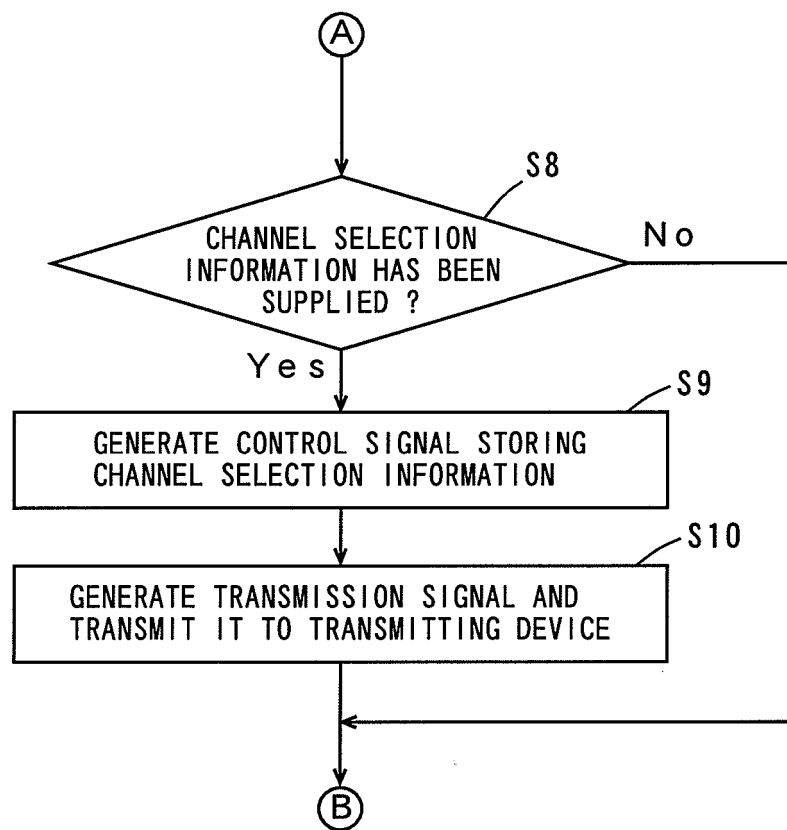 A
S8
CHANNEL SELECTION
INFORMATION HAS BEEN
SUPPLIED ?
No
Yes
S9
GENERATE CONTROL SIGNAL STORING
CHANNEL SELECTION INFORMATION
S10
GENERATE TRANSMISSION SIGNAL AND
TRANSMIT IT TO TRANSMITTING DEVICE
B